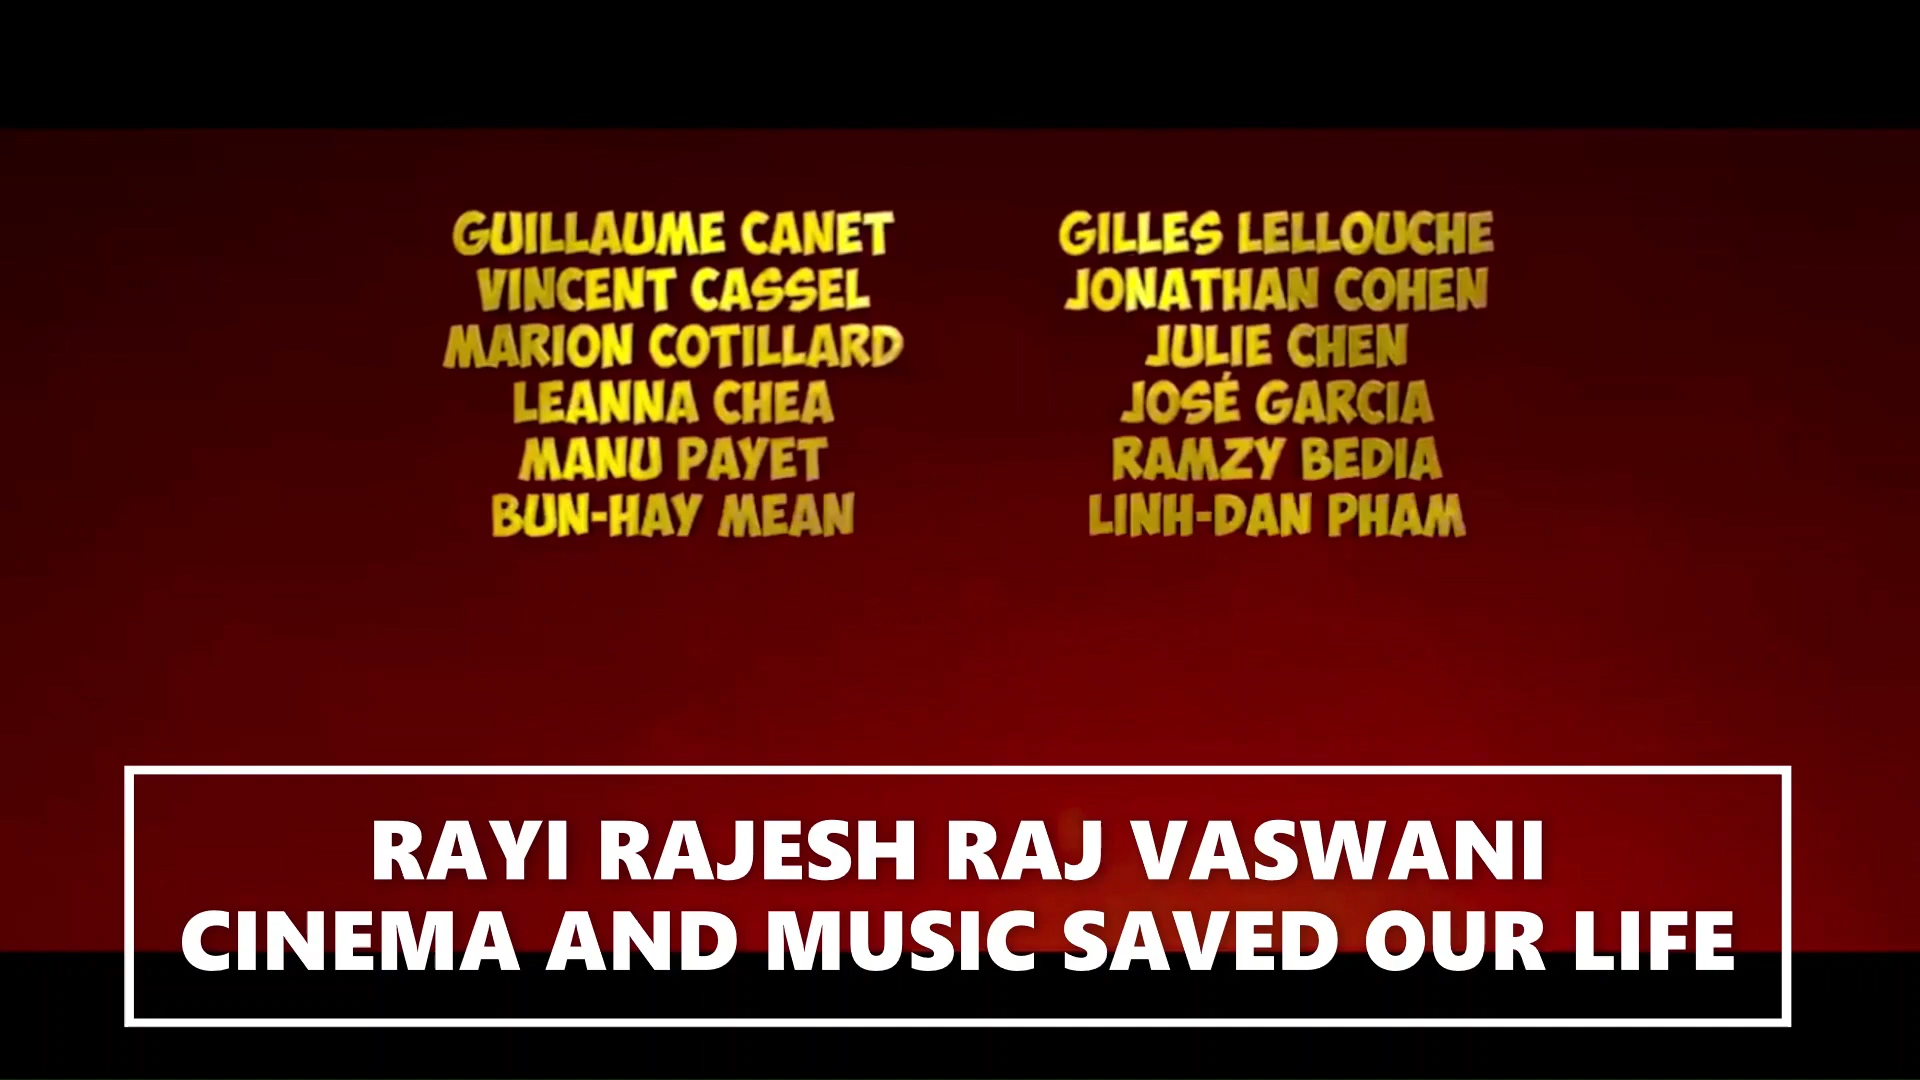 GUILLAUME CANET
VINCENT CASSEL
MARION COTILLARD
LEANNA CHEA
MANU PAYET
BUN-HAY MEAN
GILLES LELLOUCHE
JONATHAN COHEN
JULIE CHEN
JOSÉ GARCIA
RAMZY BEDIA
LINH-DAN PHAM
RAYI RAJESH RAJ VASWANI
CINEMA AND MUSIC SAVED OUR LIFE